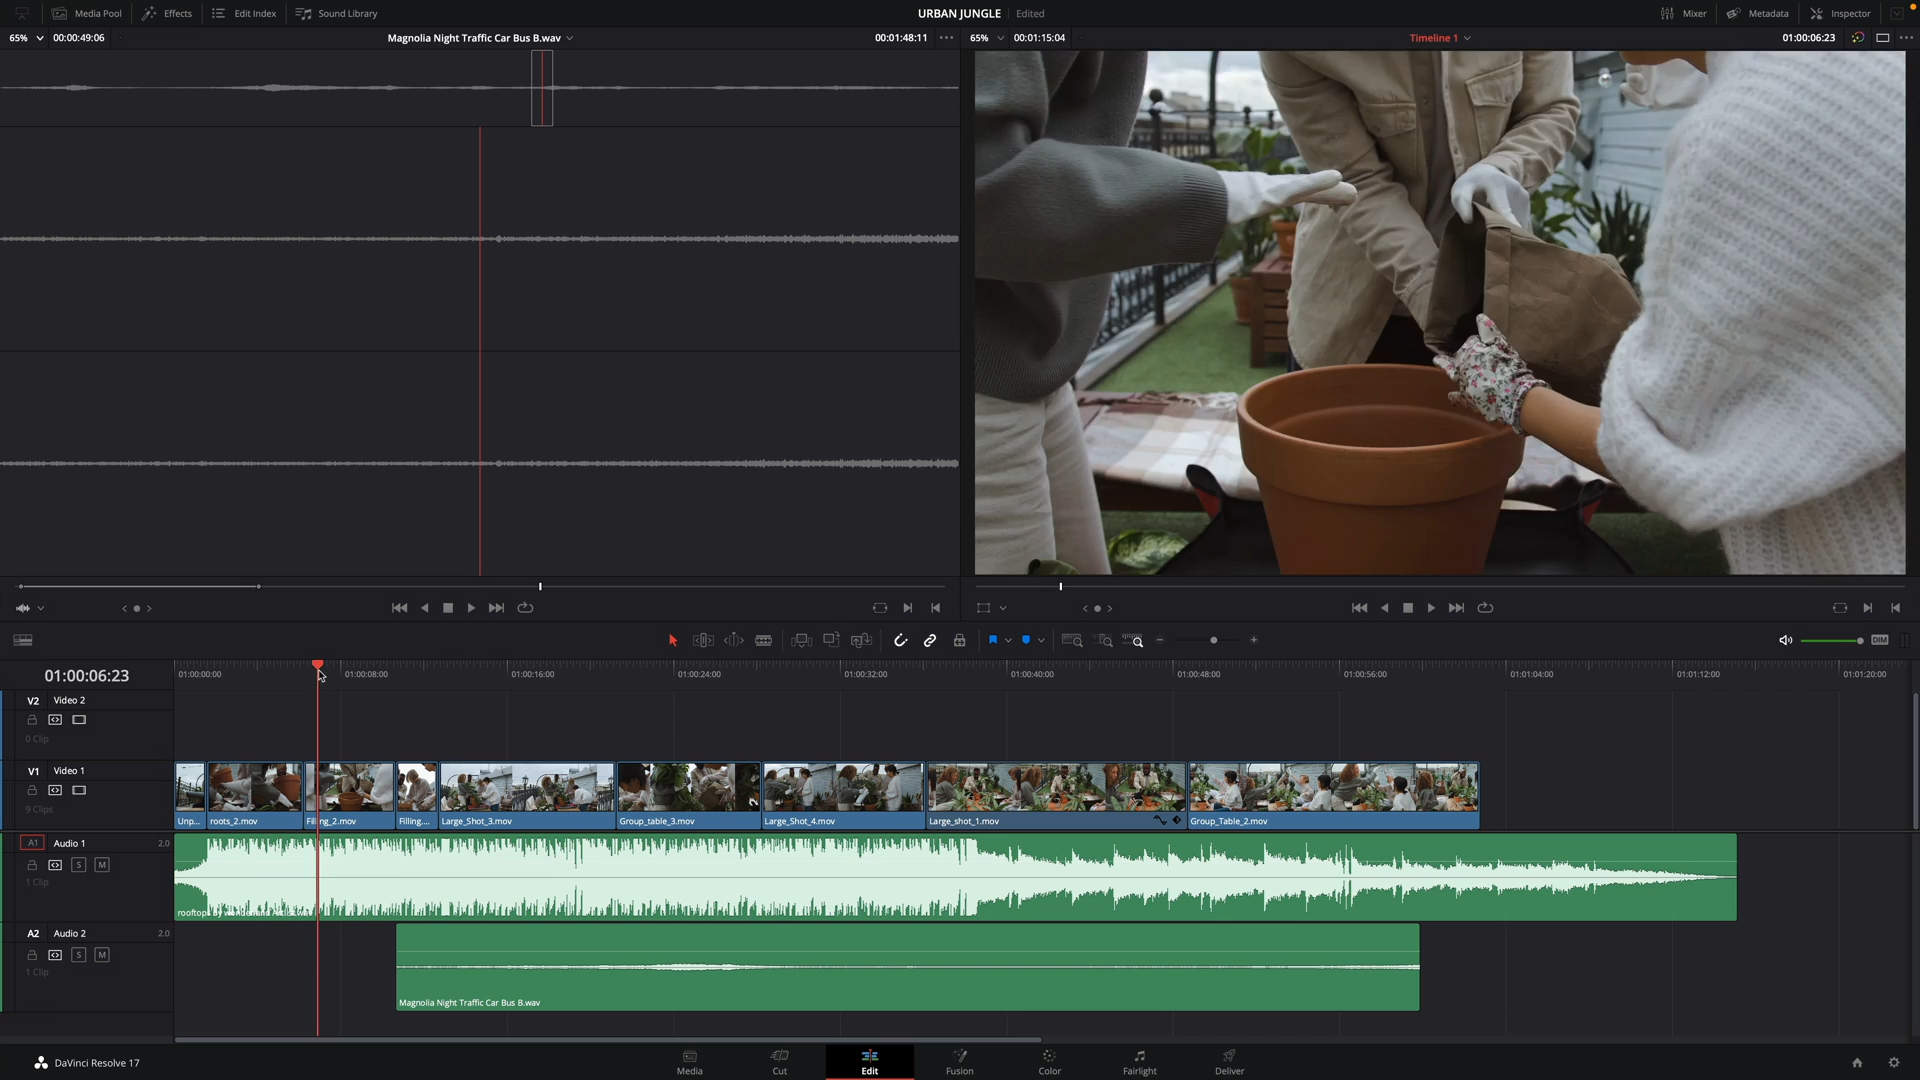 Media Pool Effects Edit Index Sound Library URBAN JUNGLE Edited Mixer Metadata Inspector
65% 00:00:49:06 Magnolia Night Traffic Car Bus B.wav 00:01:48:11 65% 00:01:15:04 Timeline 1 01:00:06:23
DIM
01:00:06:23 01:00:00:00 01:00:08:00 01:00:16:00 01:00:24:00 01:00:32:00 01:00:40:00 01:00:48:00 01:00:56:00 01:01:04:00 01:01:12:00 01:01:20:00
V2 Video 2
0 Clip
V1 Video 1
9 Clips
Unp... roots_2.mov Filling_2.mov Filling.... Large_Shot_3.mov Group_table_3.mov Large_Shot_4.mov Large_shot_1.mov Group_Table_2.mov
A1 Audio 1 2.0
S M
1 Clip
rooftops by
A2 Audio 2 2.0
S M
1 Clip
Magnolia Night Traffic Car Bus B.wav
DaVinci Resolve 17 Media Cut Edit Fusion Color Fairlight Deliver